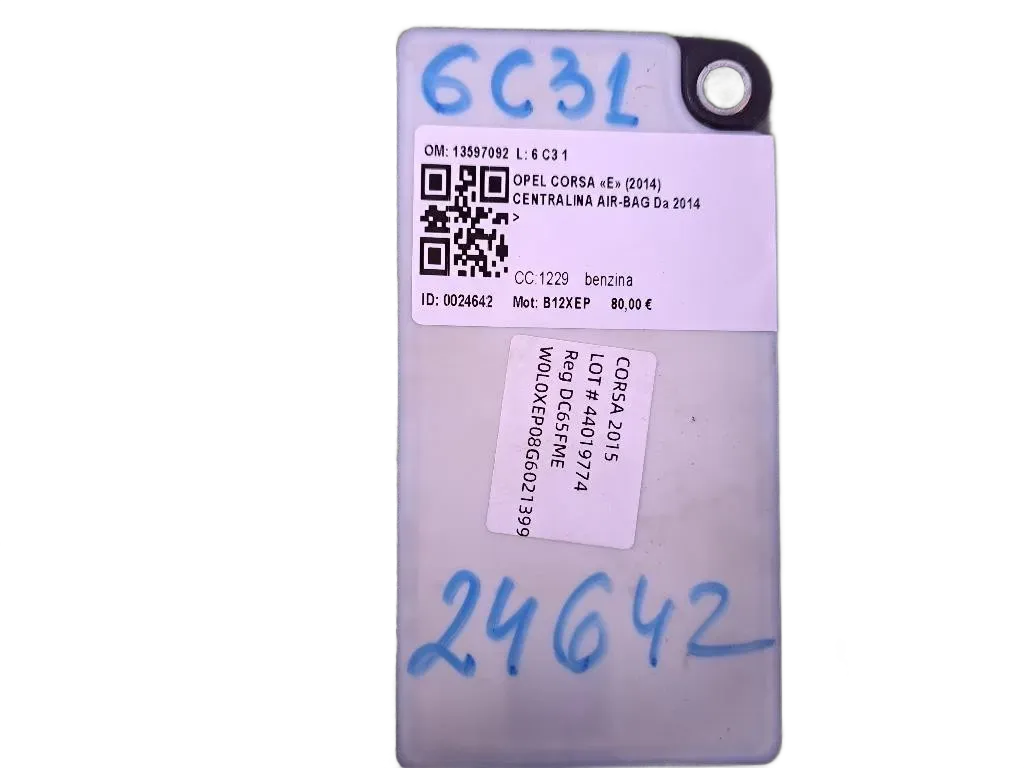 6C31
OM: 13597092 L: 6 C3 1
OPEL CORSA «E» (2014)
CENTRALINA AIR-BAG Da 2014
>
CC:1229 benzina
ID: 0024642 Mot: B12XEP 80,00 €
CORSA 2015
LOT # 44019774
Reg DC65FME
W0L0XEP08G6021399
24642